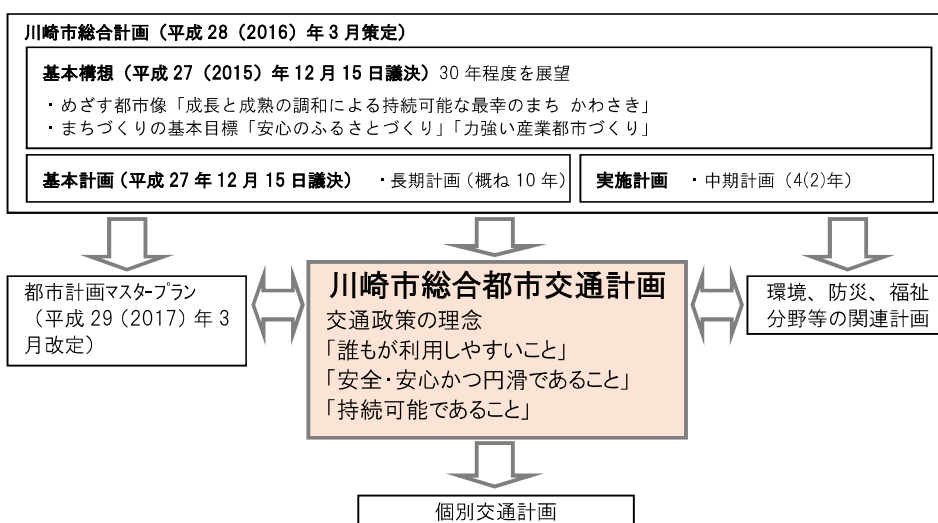 川崎市総合計画（平成28（2016）年3月策定）
基本構想（平成27（2015）年12月15日議決）30年程度を展望
・めざす都市像「成長と成熟の調和による持続可能な最幸のまち かわさき」
・まちづくりの基本目標「安心のふるさとづくり」「力強い産業都市づくり」
基本計画（平成27年12月15日議決） ・長期計画（概ね10年）
実施計画 ・中期計画（4(2)年）
都市計画マスタープラン
（平成29（2017）年3
月改定）
川崎市総合都市交通計画
交通政策の理念
「誰もが利用しやすいこと」
「安全・安心かつ円滑であること」
「持続可能であること」
環境、防災、福祉
分野等の関連計画
個別交通計画